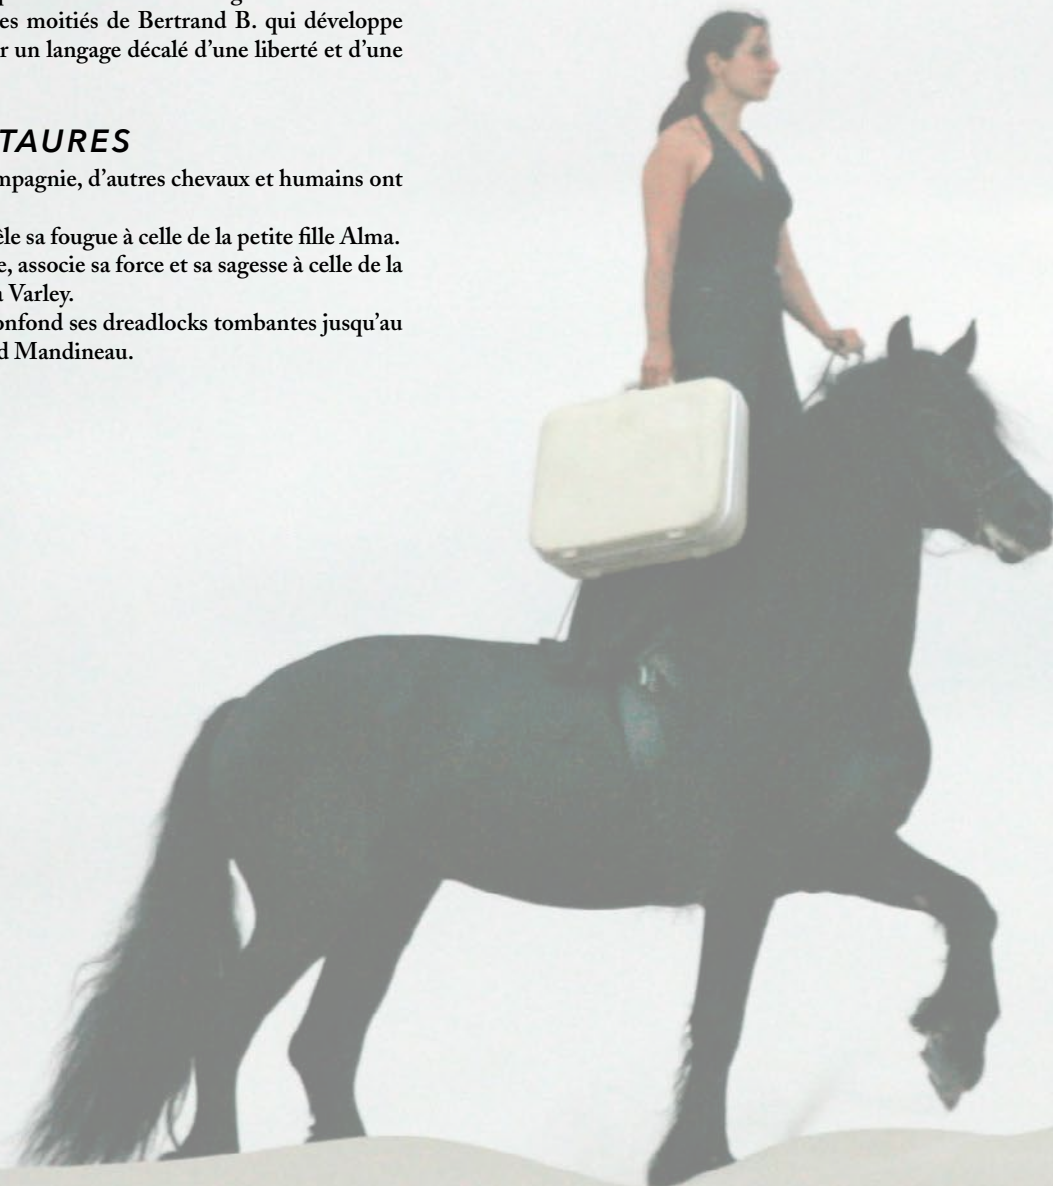 es moitiés de Bertrand B. qui développe
r un langage décalé d’une liberté et d’une
TAURES
mpagnie, d’autres chevaux et humains ont
êle sa fougue à celle de la petite fille Alma.
e, associe sa force et sa sagesse à celle de la
a Varley.
onfond ses dreadlocks tombantes jusqu’au
d Mandineau.